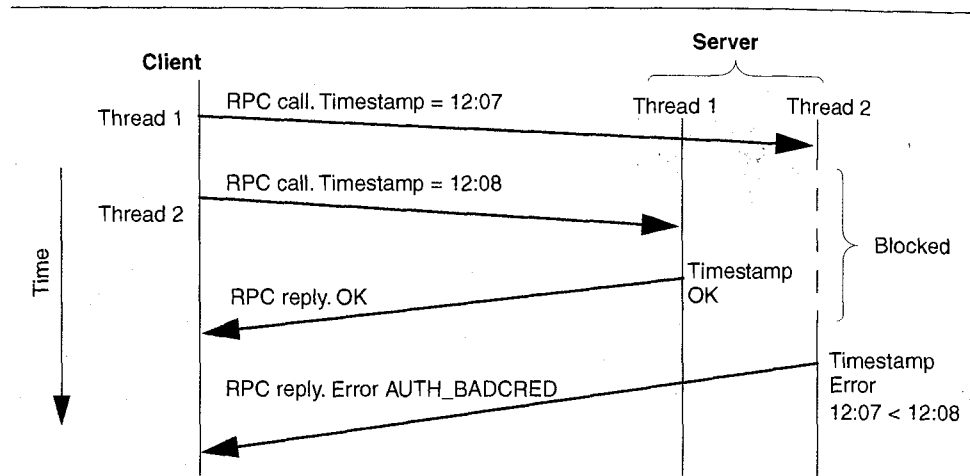 Server
Client
RPC call. Timestamp = 12:07
Thread 1
Thread 2
Thread 1
RPC call. Timestamp = 12:08
Thread 2
Blocked
Time
Timestamp
OK
RPC reply. OK
Timestamp
Error
12:07 < 12:08
RPC reply. Error AUTH_BADCRED